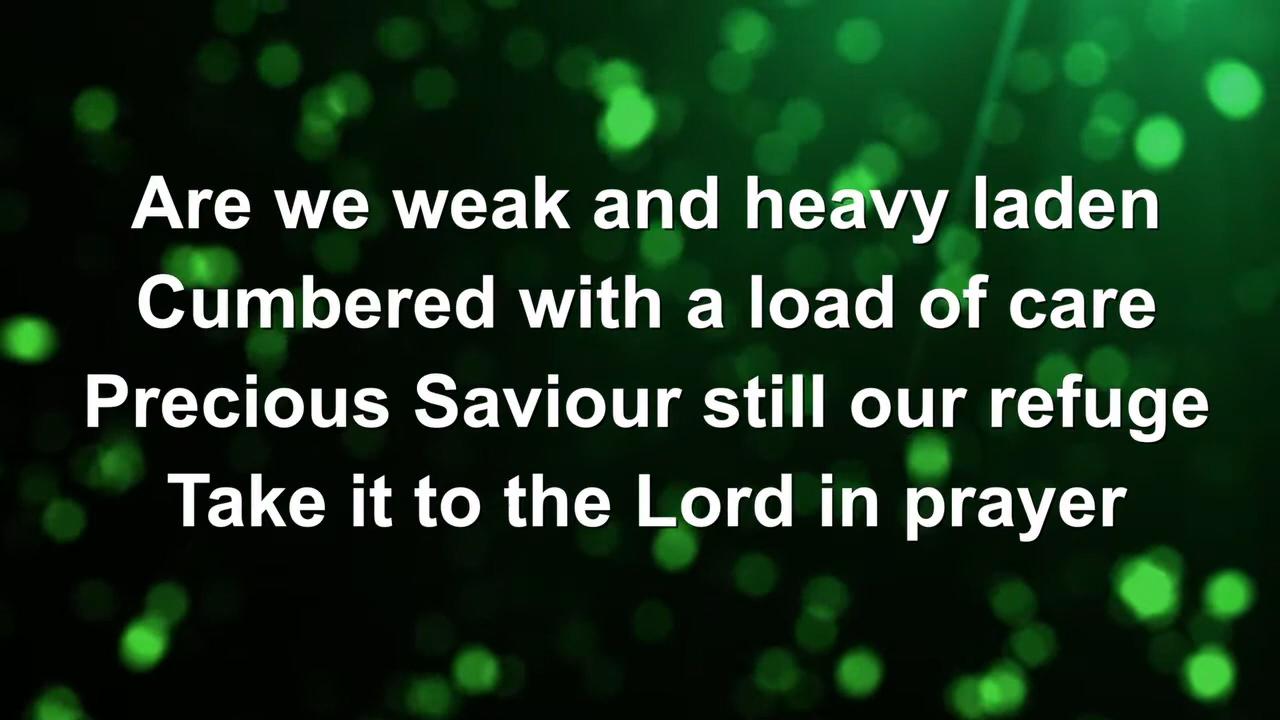 Are we weak and heavy laden
Cumbered with a load of care
Precious Saviour still our refuge
Take it to the Lord in prayer